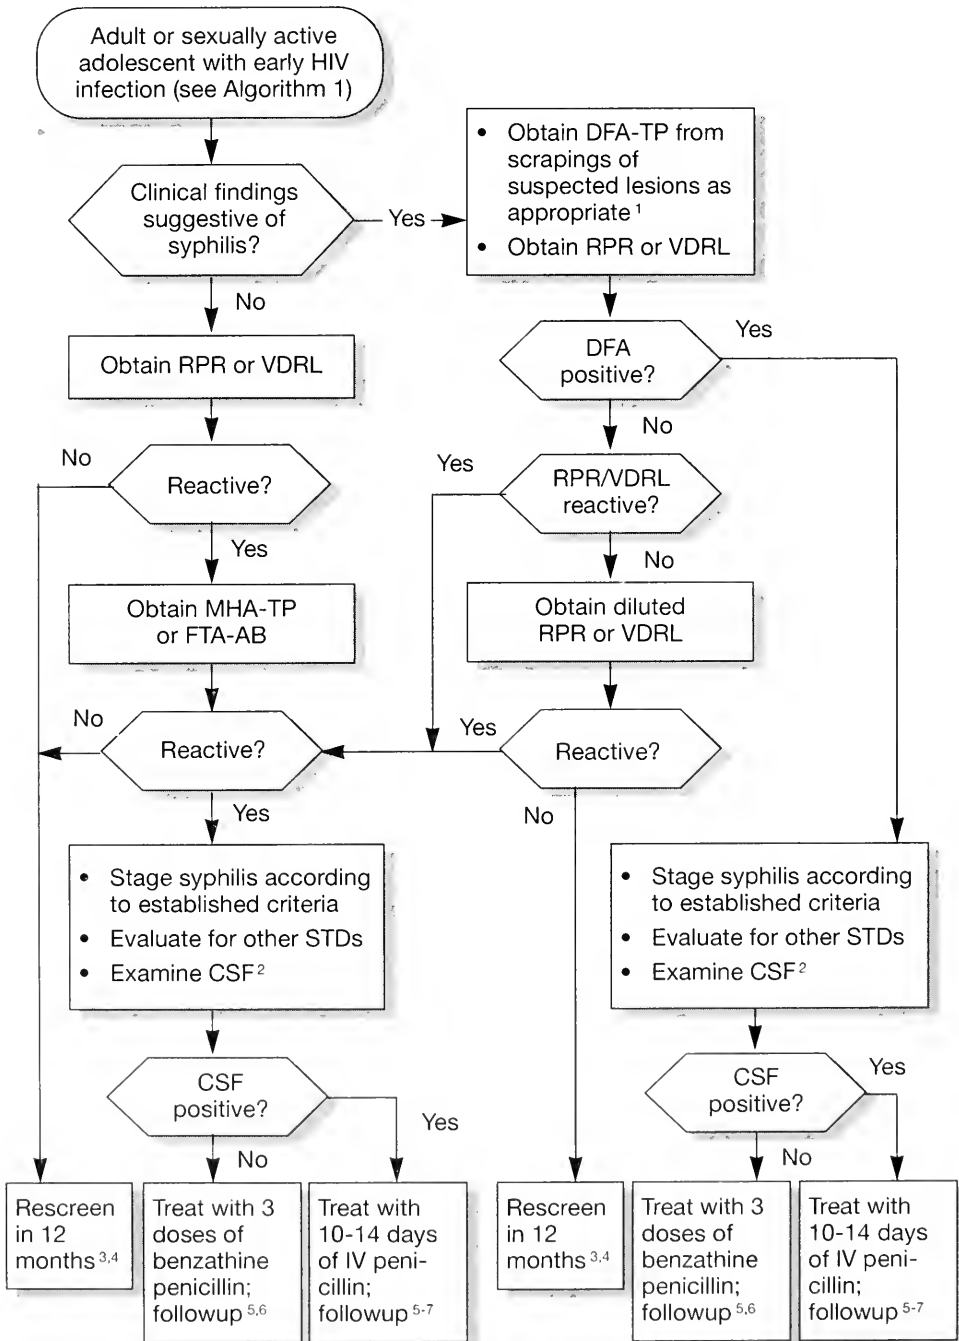 Adult or sexually active
adolescent with early HIV
infection (see Algorithm 1)
Clinical findings
suggestive of
syphilis?
Yes
• Obtain DFA-TP from
scrapings of
suspected lesions as
appropriate 1
• Obtain RPR or VDRL
No
Obtain RPR or VDRL
DFA
positive?
Yes
No
Reactive?
No
Yes
RPR/VDRL
reactive?
Yes
No
Obtain MHA-TP
or FTA-AB
Obtain diluted
RPR or VDRL
No
Reactive?
Yes
Reactive?
Yes
No
• Stage syphilis according
to established criteria
• Evaluate for other STDs
• Examine CSF 2
• Stage syphilis according
to established criteria
• Evaluate for other STDs
• Examine CSF 2
CSF
positive?
Yes
No
CSF
positive?
Yes
No
Rescreen
in 12
months 3,4
Treat with 3
doses of
benzathine
penicillin;
followup 5,6
Treat with
10-14 days
of IV peni-
cillin;
followup 5-7
Rescreen
in 12
months 3,4
Treat with 3
doses of
benzathine
penicillin;
followup 5,6
Treat with
10-14 days
of IV peni-
cillin;
followup 5-7